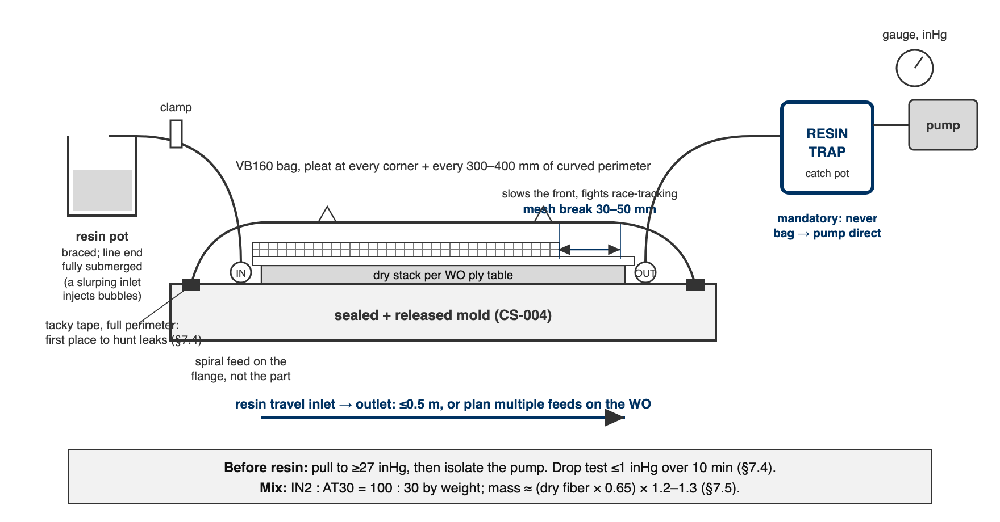 gauge, inHg
clamp
pump
RESIN
TRAP
catch pot
VB160 bag, pleat at every corner + every 300–400 mm of curved perimeter
slows the front, fights race-tracking
mesh break 30–50 mm
mandatory: never
bag → pump direct
resin pot
braced; line end
fully submerged
(a slurping inlet
injects bubbles)
IN
OUT
dry stack per WO ply table
sealed + released mold (CS-004)
tacky tape, full perimeter:
first place to hunt leaks (§7.4)
spiral feed on the
flange, not the part
resin travel inlet → outlet: ≤0.5 m, or plan multiple feeds on the WO
Before resin: pull to ≥27 inHg, then isolate the pump. Drop test ≤1 inHg over 10 min (§7.4).
Mix: IN2 : AT30 = 100 : 30 by weight; mass ≈ (dry fiber × 0.65) × 1.2–1.3 (§7.5).